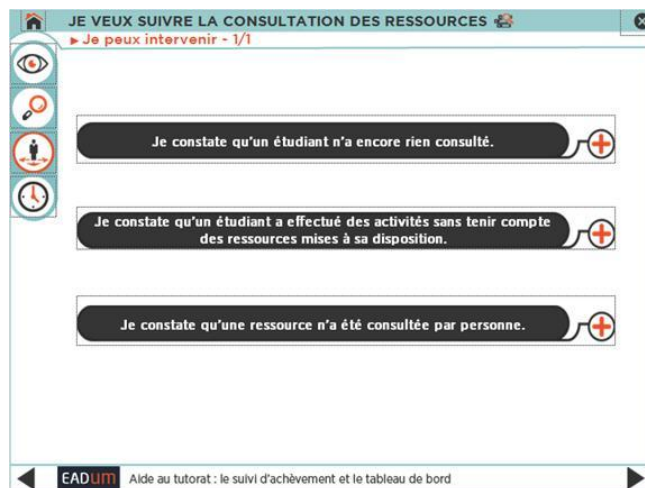 JE VEUX SUIVRE LA CONSULTATION DES RESSOURCES
► Je peux intervenir - 1/1
Je constate qu'un étudiant n'a encore rien consulté.
Je constate qu'un étudiant a effectué des activités sans tenir compte
des ressources mises à sa disposition.
Je constate qu'une ressource n'a été consultée par personne.
EADUM Aide au tutorat : le suivi d'achèvement et le tableau de bord